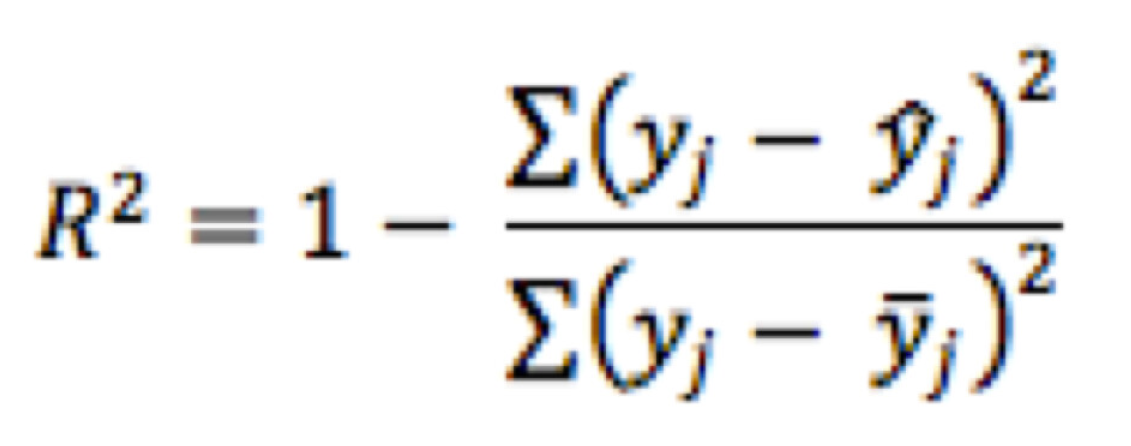 R² = 1 − Σ(yⱼ − ŷⱼ)² / Σ(yⱼ − ȳⱼ)²